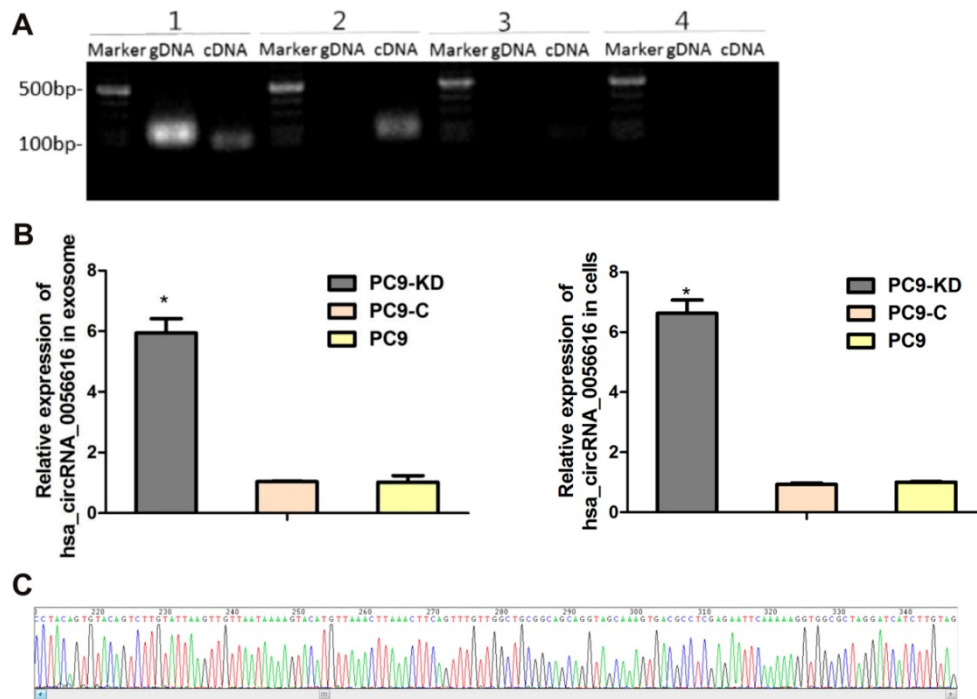 A
1 2 3 4
Marker gDNA cDNA Marker gDNA cDNA Marker gDNA cDNA Marker gDNA cDNA
500bp-
100bp-
B
Relative expression of
hsa_circRNA_0056616 in exosome
8
6
4
2
0
*
PC9-KD
PC9-C
PC9
Relative expression of
hsa_circRNA_0056616 in cells
8
6
4
2
0
*
PC9-KD
PC9-C
PC9
C
220 230 240 250 260 270 280 290 300 310 320 330 340
CCTACAGTGTACAGTCTTGTATTAAGTTGTTAATAAAAGTACATGTTAAACTTAAACTTCAGTTTGTTGGCTGCGGCAGCAGGTAGCAAAGTGACGCCTCGAGAATTCAAAAAGGTGGCGCTAGGATCATCTTGTAG